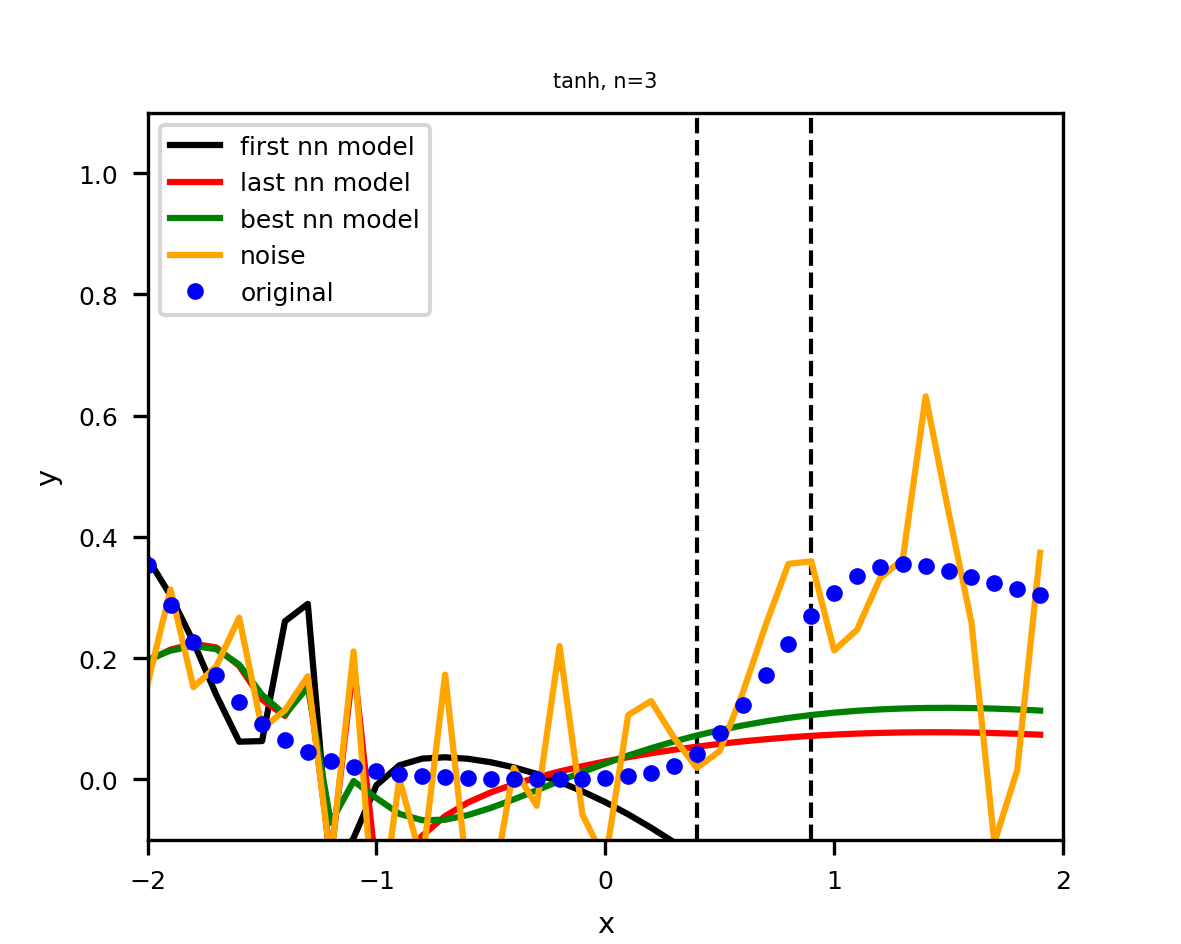 tanh, n=3
first nn model
last nn model
best nn model
noise
original
1.0
0.8
0.6
0.4
0.2
0.0
y
−2 −1 0 1 2
x